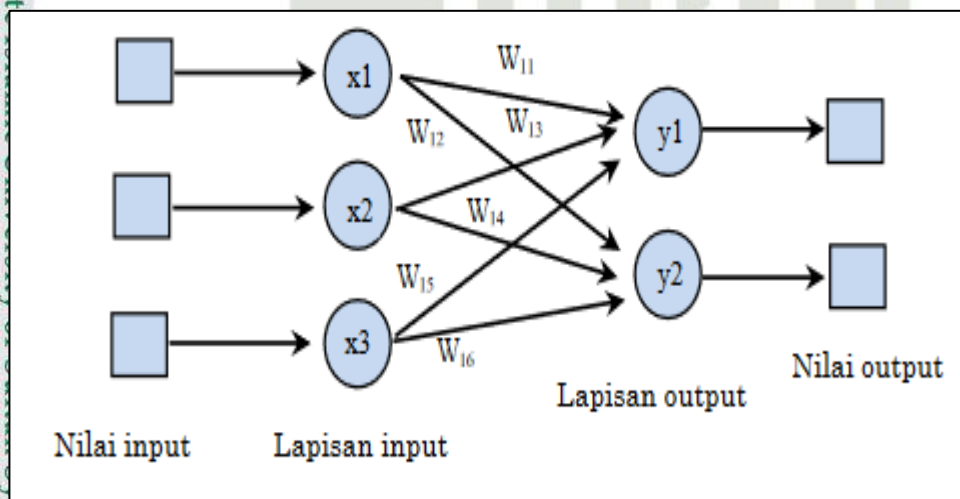 x1
x2
x3
W₁₁
W₁₂
W₁₃
W₁₄
W₁₅
W₁₆
y1
y2
Nilai input
Lapisan input
Lapisan output
Nilai output